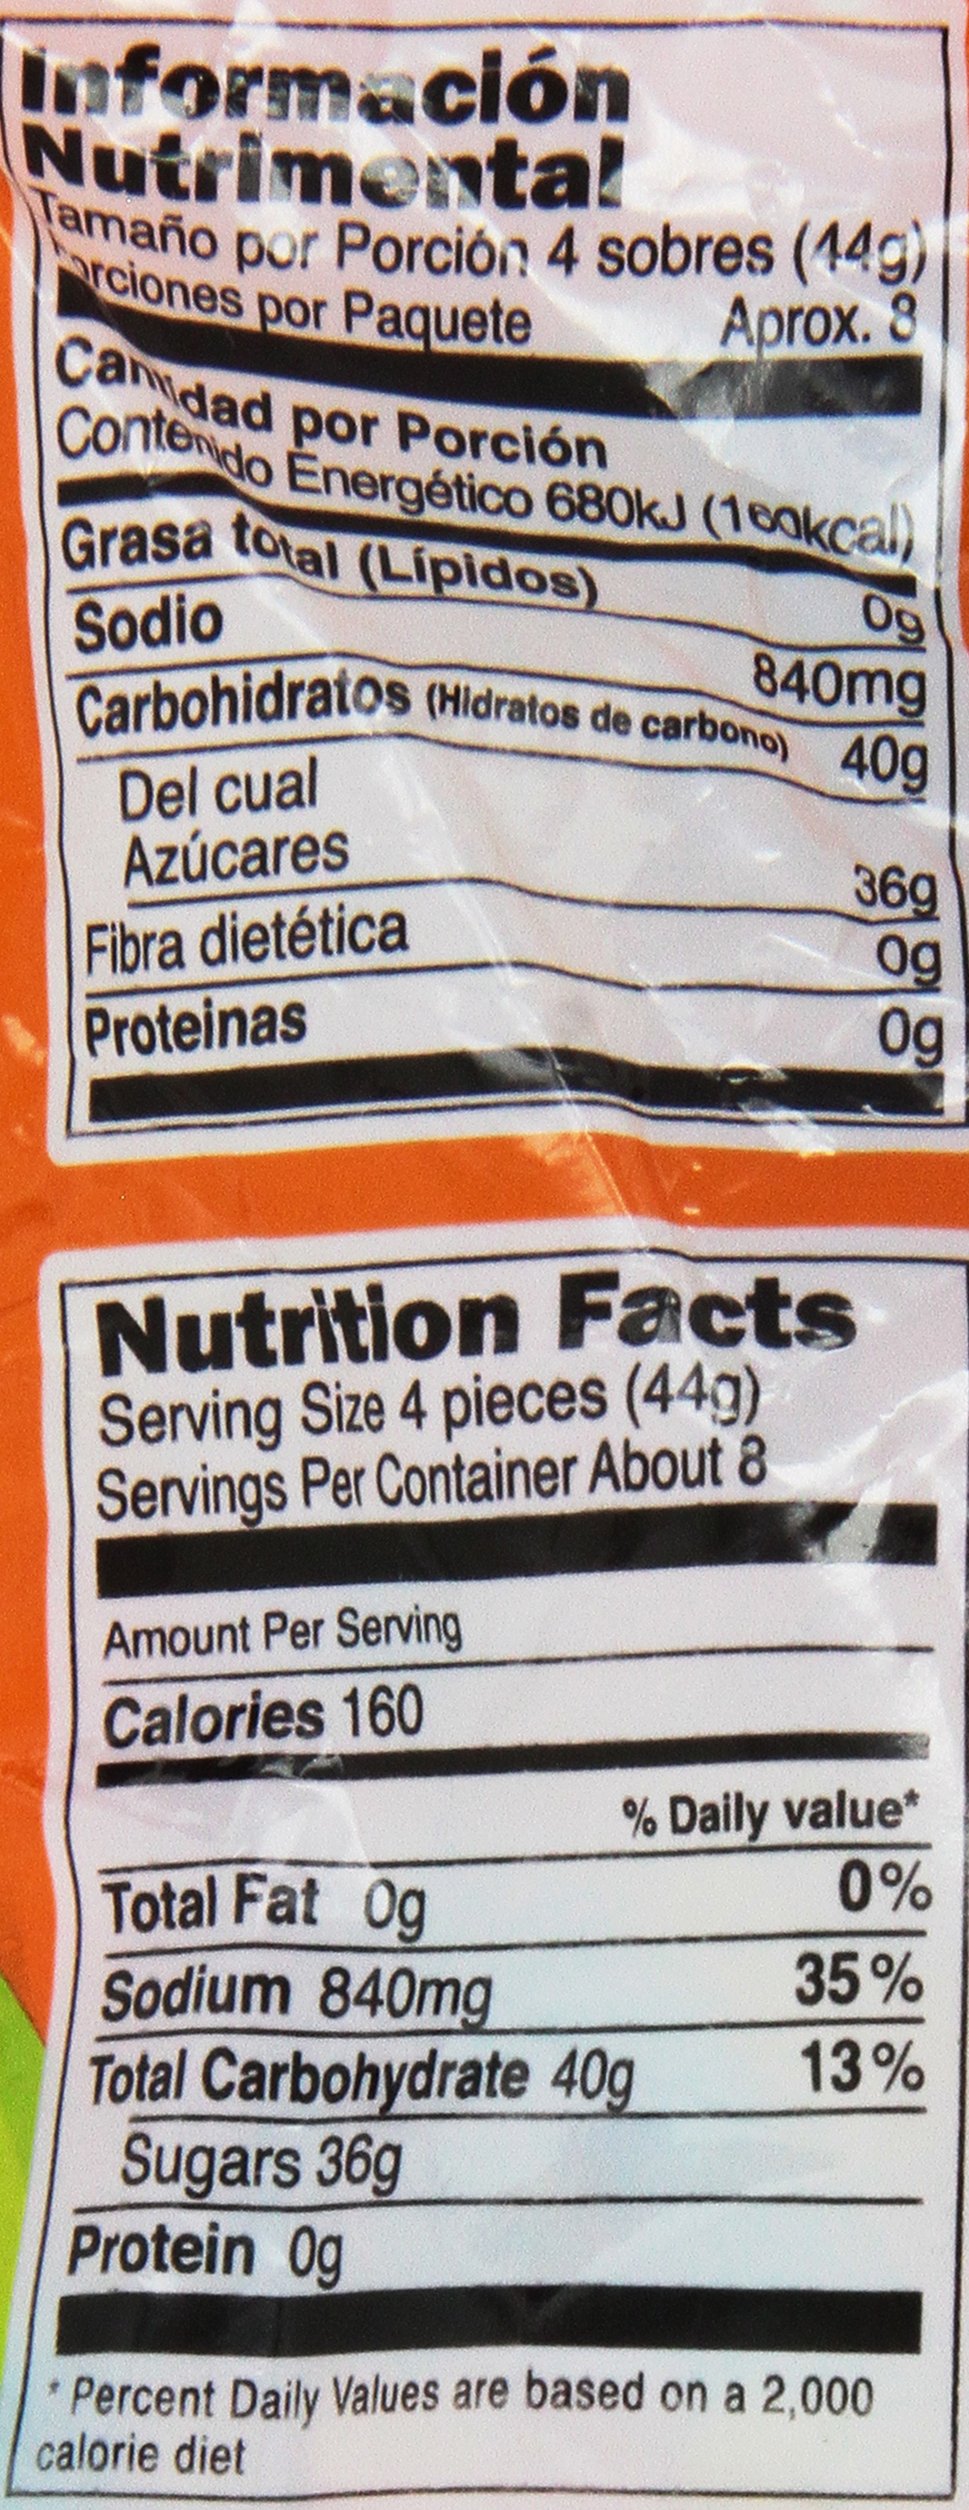 Información
Nutrimental
Tamaño por Porción 4 sobres (44g)
Porciones por Paquete Aprox. 8
Cantidad por Porción
Contenido Energético 680kJ (160kcal)
Grasa total (Lípidos) 0g
Sodio 840mg
Carbohidratos (Hidratos de carbono) 40g
Del cual
Azúcares 36g
Fibra dietética 0g
Proteinas 0g
Nutrition Facts
Serving Size 4 pieces (44g)
Servings Per Container About 8
Amount Per Serving
Calories 160
% Daily value*
Total Fat 0g 0%
Sodium 840mg 35%
Total Carbohydrate 40g 13%
Sugars 36g
Protein 0g
* Percent Daily Values are based on a 2,000
calorie diet